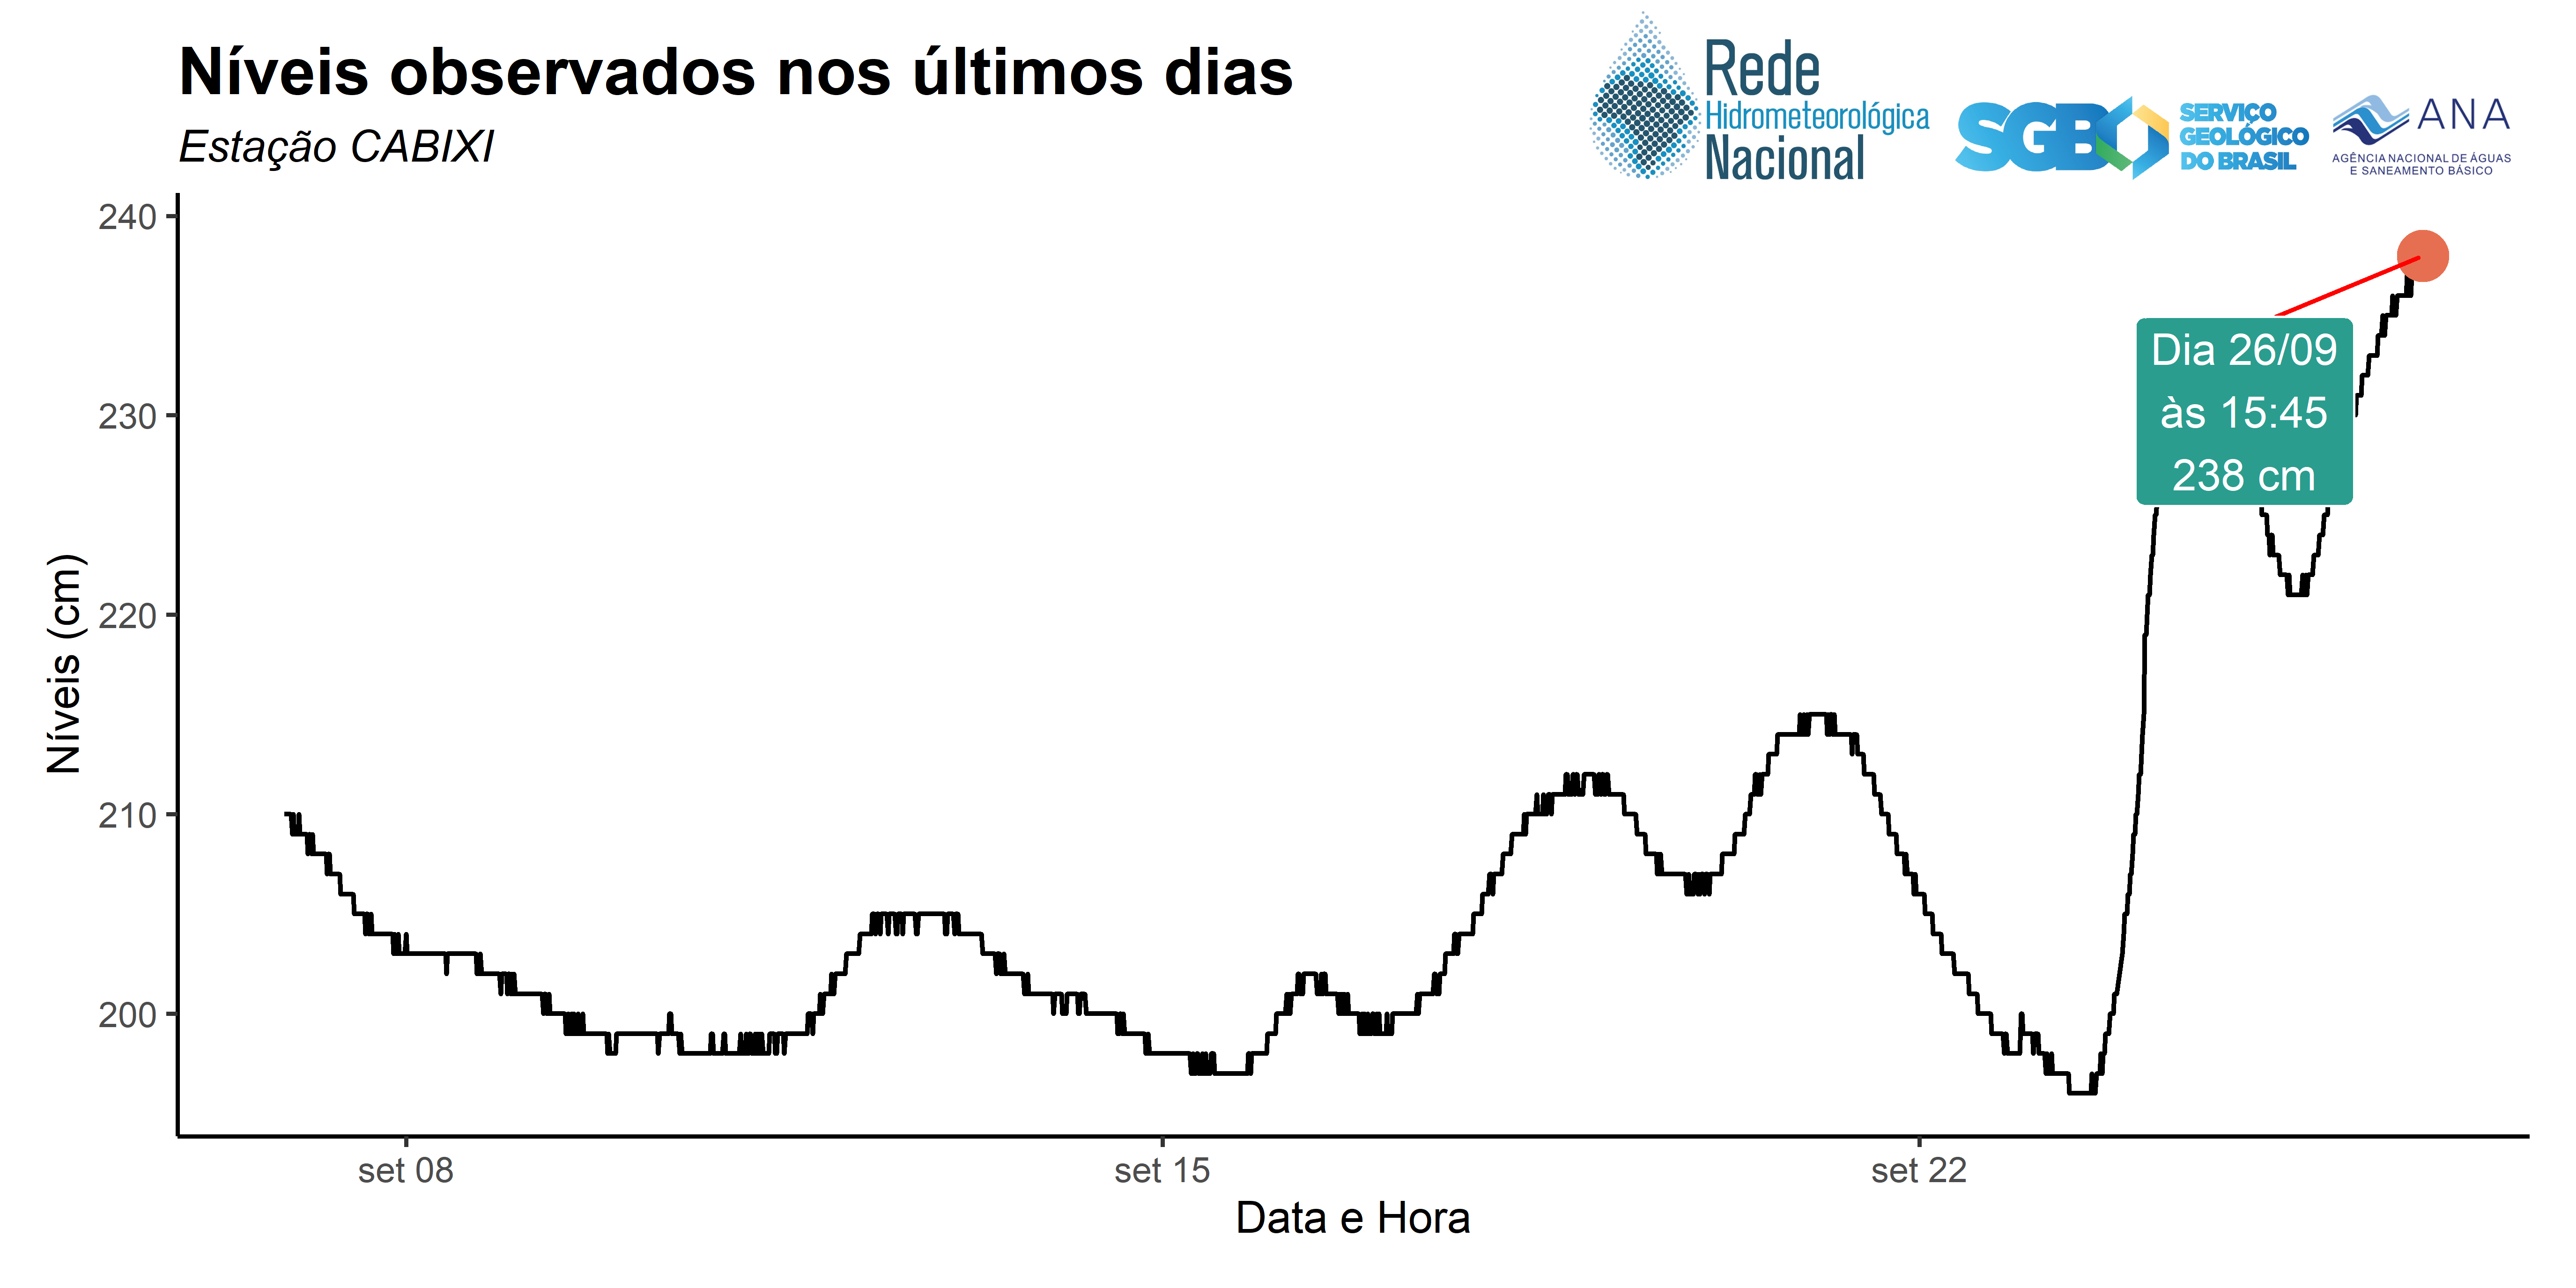 Níveis observados nos últimos dias
Estação CABIXI
Rede
Hidrometeorológica
Nacional
SGB
SERVIÇO
GEOLÓGICO
DO BRASIL
ANA
AGÊNCIA NACIONAL DE ÁGUAS
E SANEAMENTO BÁSICO
240
230
220
210
200
Níveis (cm)
Dia 26/09
às 15:45
238 cm
set 08
set 15
set 22
Data e Hora